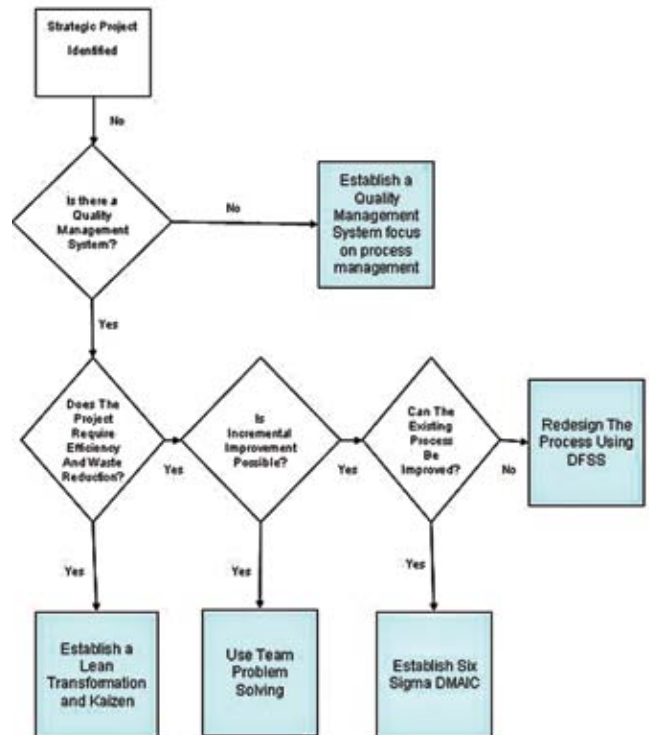 Strategic Project
Identified
No
Is there a
Quality
Management
System?
No
Establish a
Quality
Management
System focus
on process
management
Yes
Does The
Project
Require
Efficiency
And Waste
Reduction?
Yes
Is
Incremental
Improvement
Possible?
Yes
Can The
Existing
Process
Be
Improved?
No
Redesign The
Process Using
DFSS
Yes
Yes
Yes
Establish a
Lean
Transformation
and Kaizen
Use Team
Problem
Solving
Establish Six
Sigma DMAIC